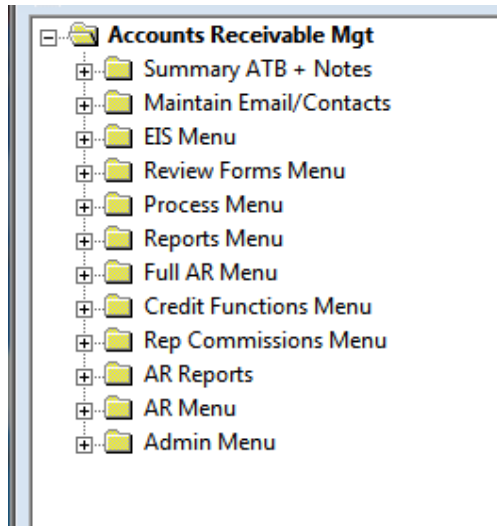 Accounts Receivable Mgt
Summary ATB + Notes
Maintain Email/Contacts
EIS Menu
Review Forms Menu
Process Menu
Reports Menu
Full AR Menu
Credit Functions Menu
Rep Commissions Menu
AR Reports
AR Menu
Admin Menu